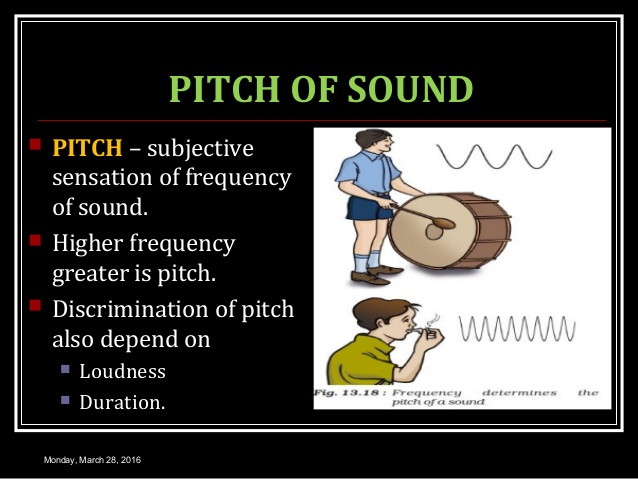 PITCH OF SOUND
PITCH – subjective
sensation of frequency
of sound.
Higher frequency
greater is pitch.
Discrimination of pitch
also depend on
Loudness
Duration.
Fig. 13.18 : Frequency determines the
pitch of a sound
Monday, March 28, 2016